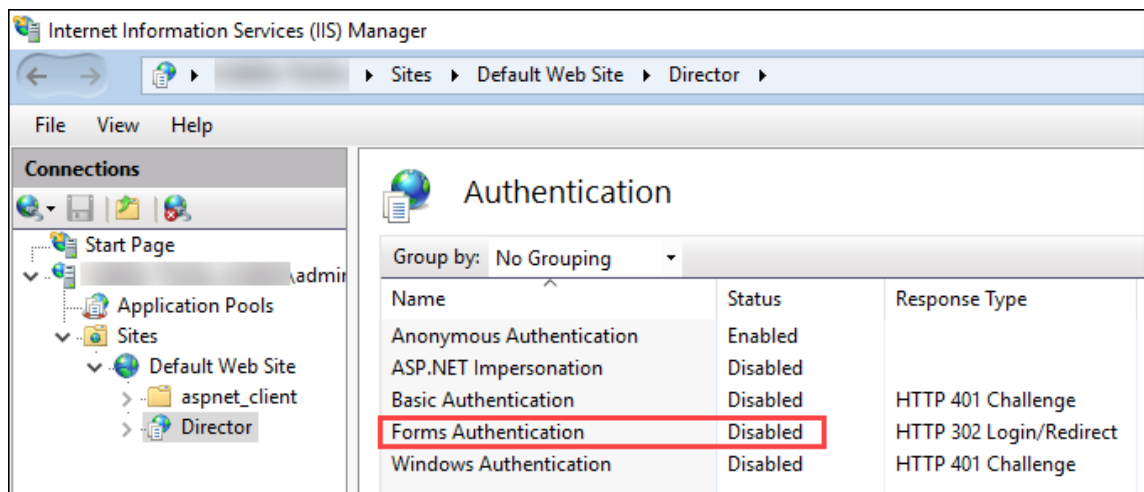 Internet Information Services (IIS) Manager
Sites Default Web Site Director
File View Help
Connections
Start Page
\admin
Application Pools
Sites
Default Web Site
aspnet_client
Director
Authentication
Group by: No Grouping
Name Status Response Type
Anonymous Authentication Enabled
ASP.NET Impersonation Disabled
Basic Authentication Disabled HTTP 401 Challenge
Forms Authentication Disabled HTTP 302 Login/Redirect
Windows Authentication Disabled HTTP 401 Challenge